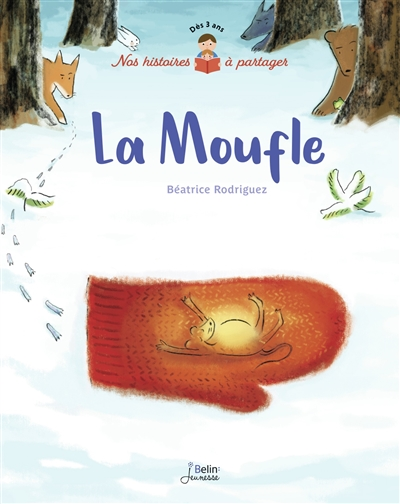 Dès 3 ans
Nos histoires à partager
La Moufle
Béatrice Rodriguez
Belin:
Jeunesse